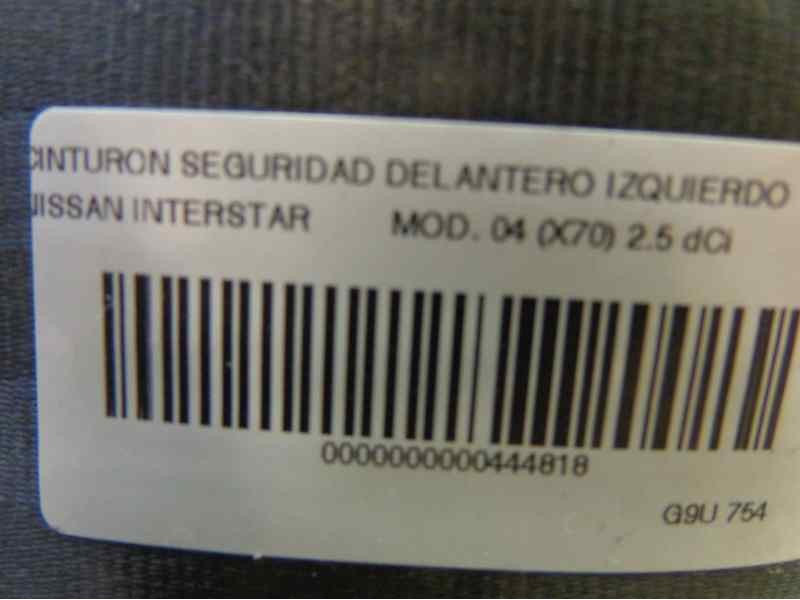 CINTURON SEGURIDAD DELANTERO IZQUIERDO
NISSAN INTERSTAR MOD. 04 (X70) 2.5 dCi
0000000000444818
G9U 754